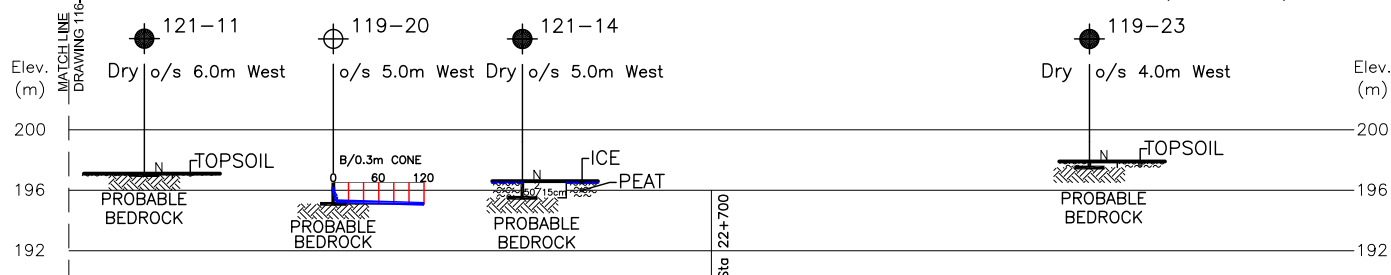 121-11
119-20
121-14
119-23
MATCH LINE
DRAWING 116-
Elev.
(m)
Dry o/s 6.0m West
o/s 5.0m West
Dry o/s 5.0m West
Dry o/s 4.0m West
Elev.
(m)
200
200
N
TOPSOIL
B/0.3m CONE
0 60 120
N
ICE
PEAT
50/15cm
N
TOPSOIL
196
196
PROBABLE
BEDROCK
PROBABLE
BEDROCK
PROBABLE
BEDROCK
PROBABLE
BEDROCK
192
192
Sta 22+700